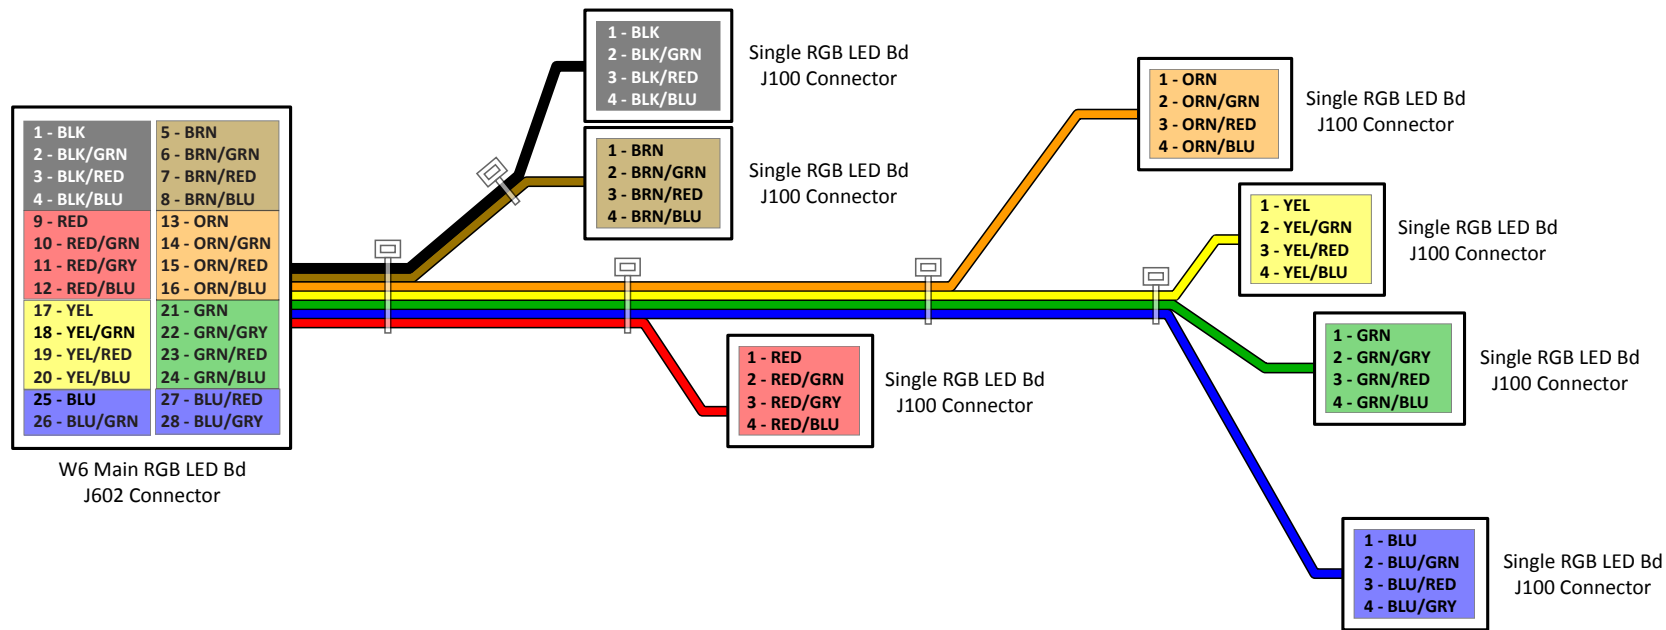 1 - BLK
2 - BLK/GRN
3 - BLK/RED
4 - BLK/BLU
5 - BRN
6 - BRN/GRN
7 - BRN/RED
8 - BRN/BLU
9 - RED
10 - RED/GRN
11 - RED/GRY
12 - RED/BLU
13 - ORN
14 - ORN/GRN
15 - ORN/RED
16 - ORN/BLU
17 - YEL
18 - YEL/GRN
19 - YEL/RED
20 - YEL/BLU
21 - GRN
22 - GRN/GRY
23 - GRN/RED
24 - GRN/BLU
25 - BLU
26 - BLU/GRN
27 - BLU/RED
28 - BLU/GRY
W6 Main RGB LED Bd
J602 Connector
1 - BLK
2 - BLK/GRN
3 - BLK/RED
4 - BLK/BLU
Single RGB LED Bd
J100 Connector
1 - BRN
2 - BRN/GRN
3 - BRN/RED
4 - BRN/BLU
Single RGB LED Bd
J100 Connector
1 - RED
2 - RED/GRN
3 - RED/GRY
4 - RED/BLU
Single RGB LED Bd
J100 Connector
1 - ORN
2 - ORN/GRN
3 - ORN/RED
4 - ORN/BLU
Single RGB LED Bd
J100 Connector
1 - YEL
2 - YEL/GRN
3 - YEL/RED
4 - YEL/BLU
Single RGB LED Bd
J100 Connector
1 - GRN
2 - GRN/GRY
3 - GRN/RED
4 - GRN/BLU
Single RGB LED Bd
J100 Connector
1 - BLU
2 - BLU/GRN
3 - BLU/RED
4 - BLU/GRY
Single RGB LED Bd
J100 Connector